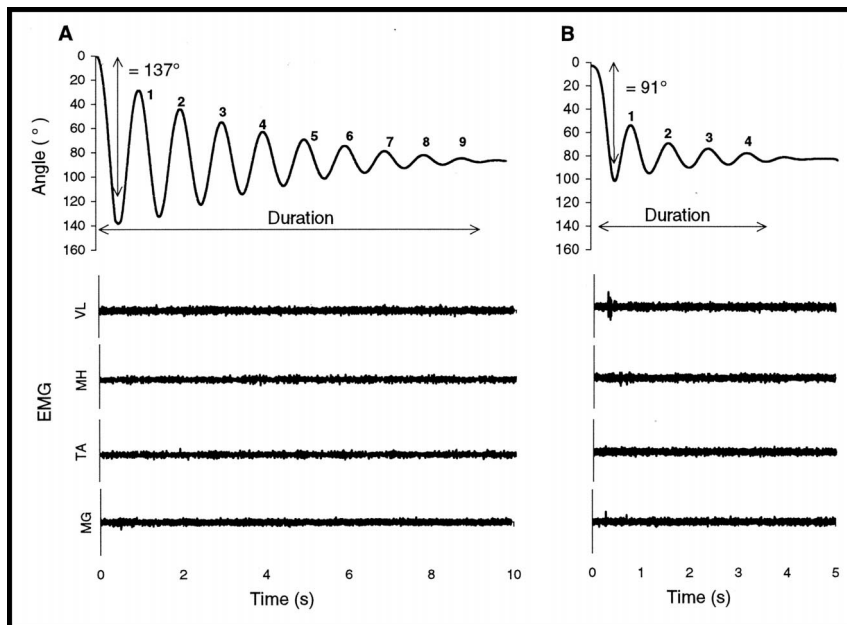 A
= 137°
1
2
3
4
5
6
7
8
9
Angle ( ° )
0
20
40
60
80
100
120
140
160
Duration
B
= 91°
1
2
3
4
0
20
40
60
80
100
120
140
160
Duration
EMG
VL
MH
TA
MG
0 2 4 6 8 10
Time (s)
0 1 2 3 4 5
Time (s)